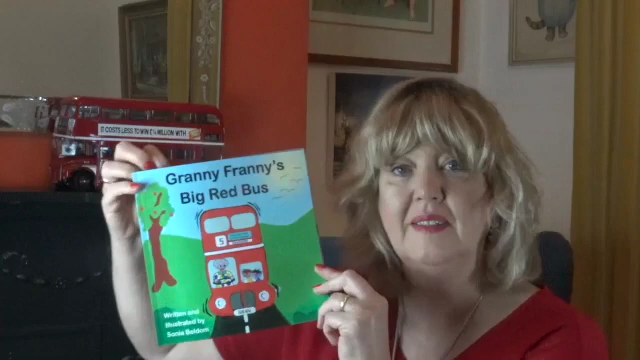 IT COSTS LESS TO WIN £¼ MILLION WITH
Granny Franny's
Big Red Bus
5
Written and
Illustrated by
Sonia Beldom